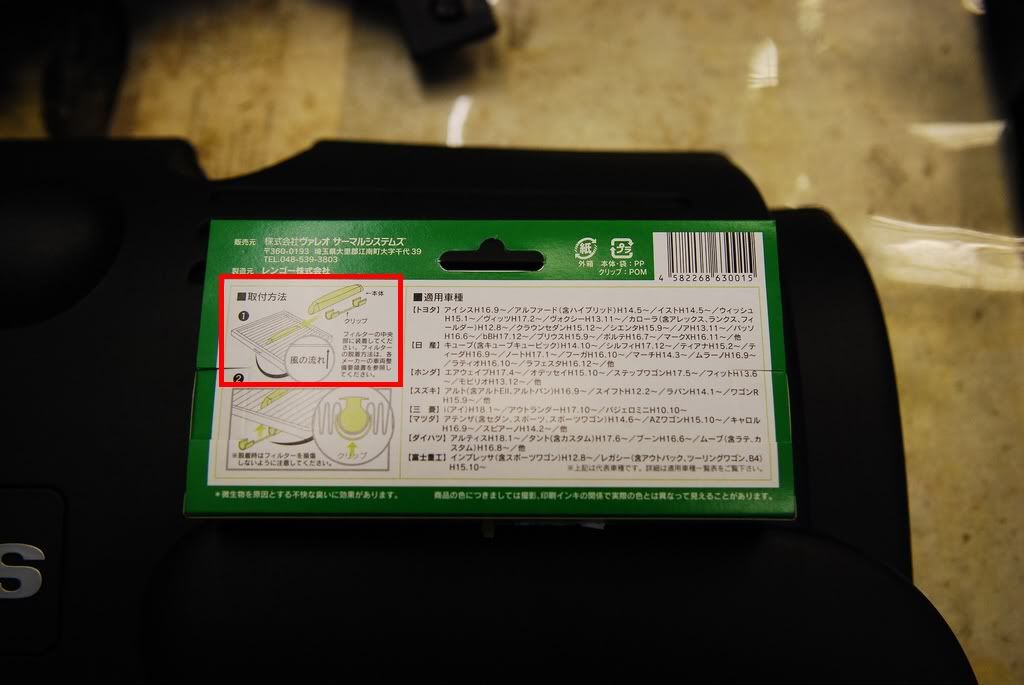 販売元 株式会社ヴァレオ サーマルシステムズ
〒360-0193 埼玉県大里郡江南町大字千代39
TEL.048-539-3803
製造元 レンゴー株式会社
外箱
本体・袋：PP
クリップ：POM
紙
プラ
4 582268 630015
■取付方法
←本体
クリップ
1
フィルターの中央
部に装着してくだ
さい。フィルター
の脱着方法は、各
メーカーの車両整
備要領書を参照し
てください。
風の流れ
2
クリップ
※脱着時はフィルターを損傷
しないように注意してください。
■適用車種
【トヨタ】アイシスH16.9～／アルファード(含ハイブリッド)H14.5～／イストH14.5～／ウィッシュ
H15.1～／ヴィッツH17.2～／ヴォクシーH13.11～／カローラ(含アレックス、ランクス、フィ
ールダー)H12.8～／クラウンセダンH15.12～／シエンタH15.9～／ノアH13.11～／パッソ
H16.6～／bBH17.12～／プリウスH15.9～／ポルテH16.7～／マークXH16.11～／他
【日 産】キューブ(含キューブキュービック)H14.10～／シルフィH17.12～／ティアナH15.2～／テ
ィーダH16.9～／ノートH17.1～／フーガH16.10～／マーチH14.3～／ムラーノH16.9～
／ラティオH16.10～／ラフェスタH16.12～／他
【ホンダ】エアウェイブH17.4～／オデッセイH15.10～／ステップワゴンH17.5～／フィットH13.6
～／モビリオH13.12～／他
【スズキ】アルト(含アルトEII、アルトバン)H16.9～／スイフトH12.2～／ラパンH14.1～／ワゴンR
H15.9～／他
【三 菱】i(アイ)H18.1～／アウトランダーH17.10～／パジェロミニH10.10～
【マツダ】アテンザ(含セダン、スポーツ、スポーツワゴン)H14.6～／AZワゴンH15.10～／キャロル
H16.9～／スピアーノH14.2～／他
【ダイハツ】アルティスH18.1～／タント(含カスタム)H17.6～／ブーンH16.6～／ムーブ(含ラテ、カ
スタム)H16.8～／他
【富士重工】インプレッサ(含スポーツワゴン)H12.8～／レガシー(含アウトバック、ツーリングワゴン、B4)
H15.10～
※上記は代表車種です。詳細は適用車種一覧表をご覧下さい。
＊微生物を原因とする不快な臭いに効果があります。
商品の色につきましては撮影、印刷インキの関係で実際の色とは異なって見えることがあります。
S